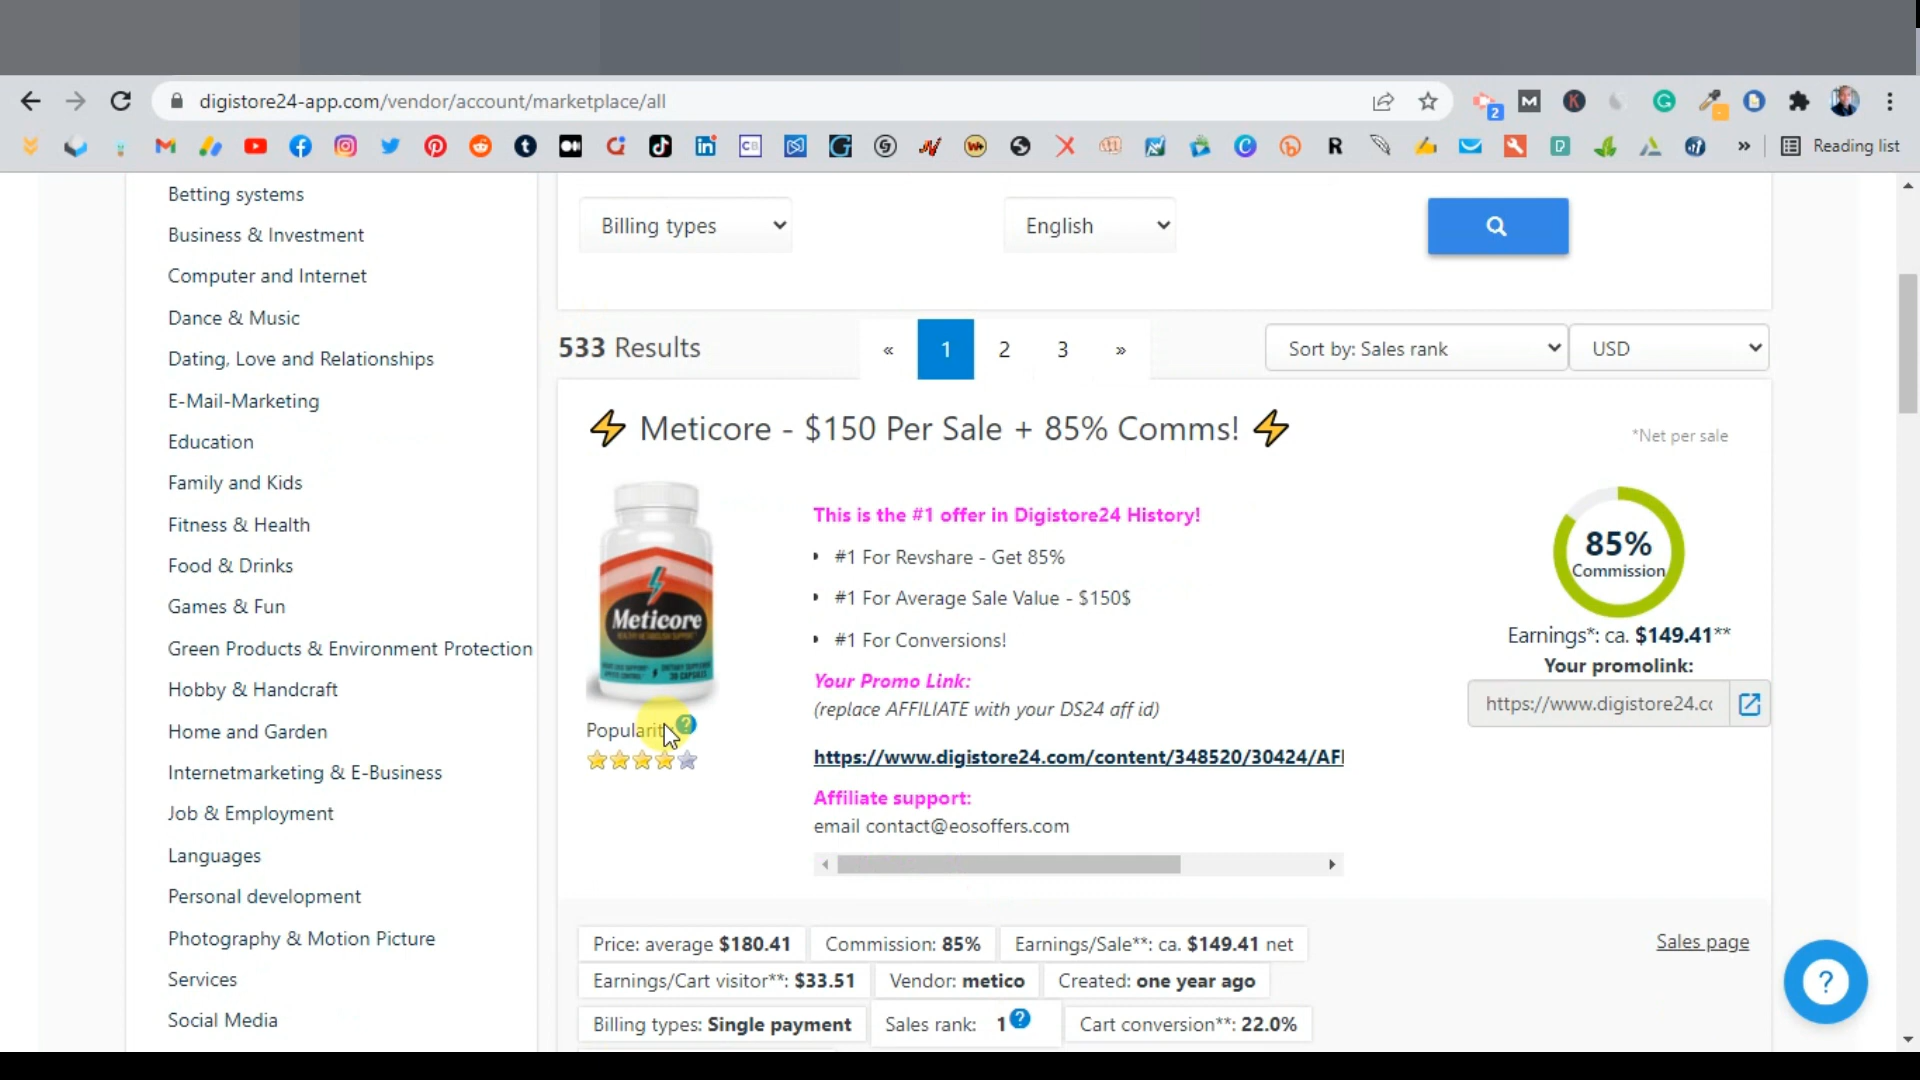 digistore24-app.com/vendor/account/marketplace/all
2
Reading list
Betting systems
Business & Investment
Computer and Internet
Dance & Music
Dating, Love and Relationships
E-Mail-Marketing
Education
Family and Kids
Fitness & Health
Food & Drinks
Games & Fun
Green Products & Environment Protection
Hobby & Handcraft
Home and Garden
Internetmarketing & E-Business
Job & Employment
Languages
Personal development
Photography & Motion Picture
Services
Social Media
Billing types
English
533 Results
« 1 2 3 »
Sort by: Sales rank
USD
⚡ Meticore - $150 Per Sale + 85% Comms! ⚡
*Net per sale
Meticore
Popularit
This is the #1 offer in Digistore24 History!
#1 For Revshare - Get 85%
#1 For Average Sale Value - $150$
#1 For Conversions!
Your Promo Link:
(replace AFFILIATE with your DS24 aff id)
https://www.digistore24.com/content/348520/30424/AFI
Affiliate support:
email contact@eosoffers.com
85%
Commission
Earnings*: ca. $149.41**
Your promolink:
https://www.digistore24.cc
Price: average $180.41
Commission: 85%
Earnings/Sale**: ca. $149.41 net
Sales page
Earnings/Cart visitor**: $33.51
Vendor: metico
Created: one year ago
Billing types: Single payment
Sales rank: 1
Cart conversion**: 22.0%